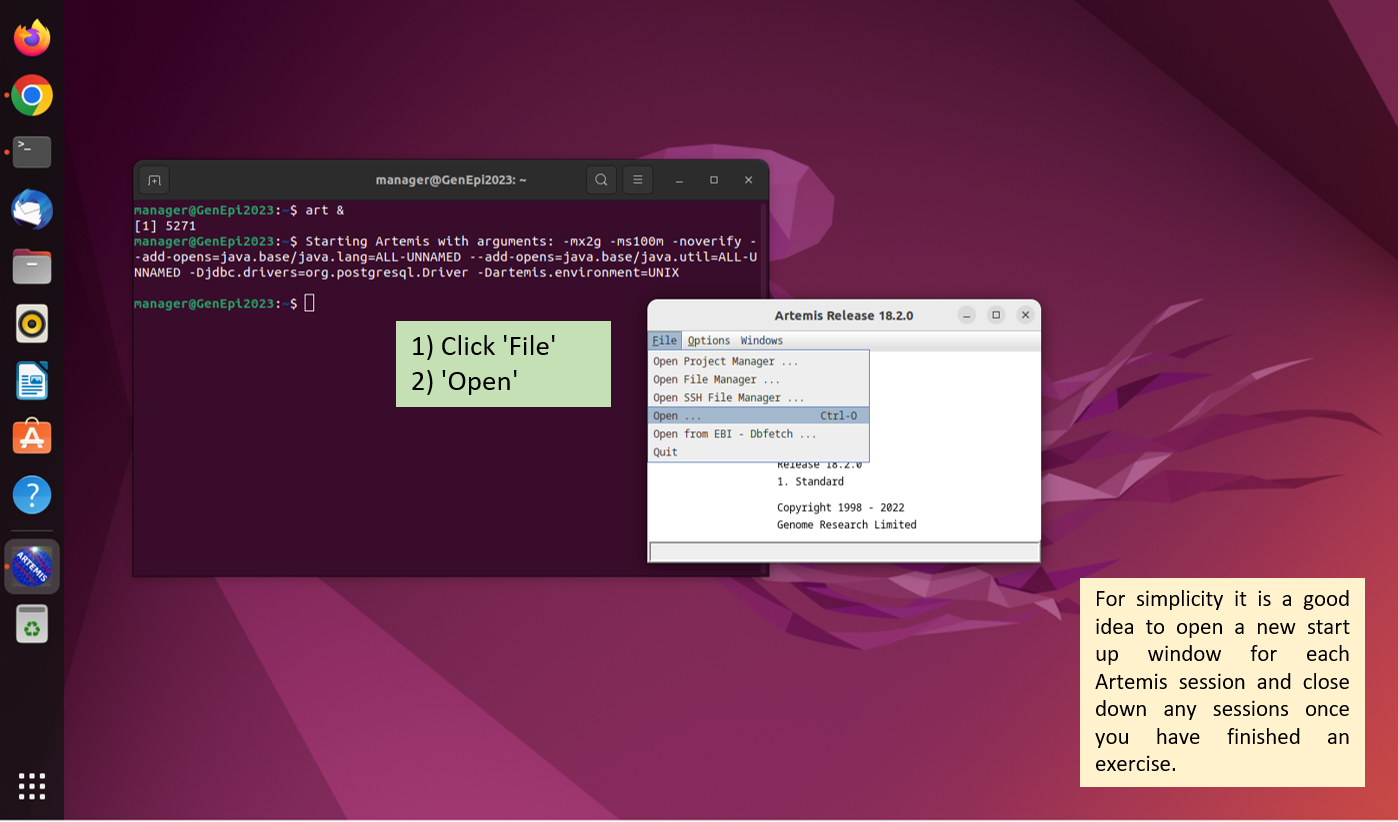 manager@GenEpi2023: ~
manager@GenEpi2023:~$ art &
[1] 5271
manager@GenEpi2023:~$ Starting Artemis with arguments: -mx2g -ms100m -noverify -
-add-opens=java.base/java.lang=ALL-UNNAMED --add-opens=java.base/java.util=ALL-U
NNAMED -Djdbc.drivers=org.postgresql.Driver -Dartemis.environment=UNIX
manager@GenEpi2023:~$
1) Click 'File'
2) 'Open'
Artemis Release 18.2.0
File Options Windows
Open Project Manager ...
Open File Manager ...
Open SSH File Manager ...
Open ... Ctrl-O
Open from EBI - Dbfetch ...
Quit
Release 18.2.0
1. Standard
Copyright 1998 - 2022
Genome Research Limited
ARTEMIS
For simplicity it is a good
idea to open a new start
up window for each
Artemis session and close
down any sessions once
you have finished an
exercise.